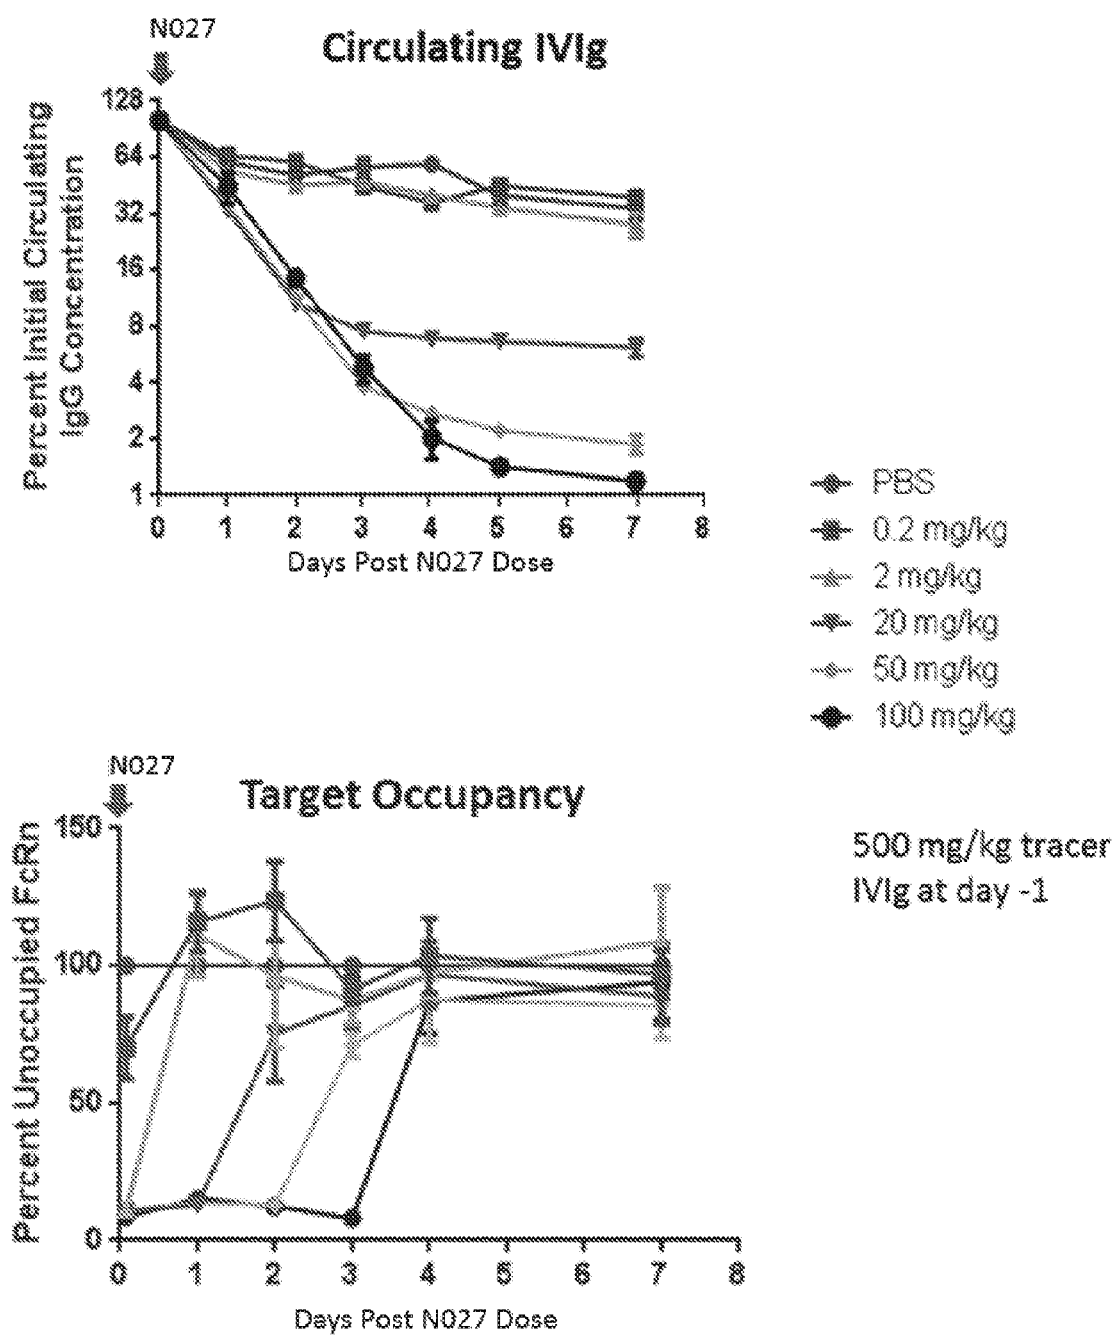 N027
Circulating IVIg
Percent Initial Circulating
IgG Concentration
128
64
32
16
8
4
2
1
0 1 2 3 4 5 6 7 8
Days Post N027 Dose
PBS
0.2 mg/kg
2 mg/kg
20 mg/kg
50 mg/kg
100 mg/kg
N027
Target Occupancy
Percent Unoccupied FcRn
150
100
50
0
0 1 2 3 4 5 6 7 8
Days Post N027 Dose
500 mg/kg tracer
IVIg at day -1